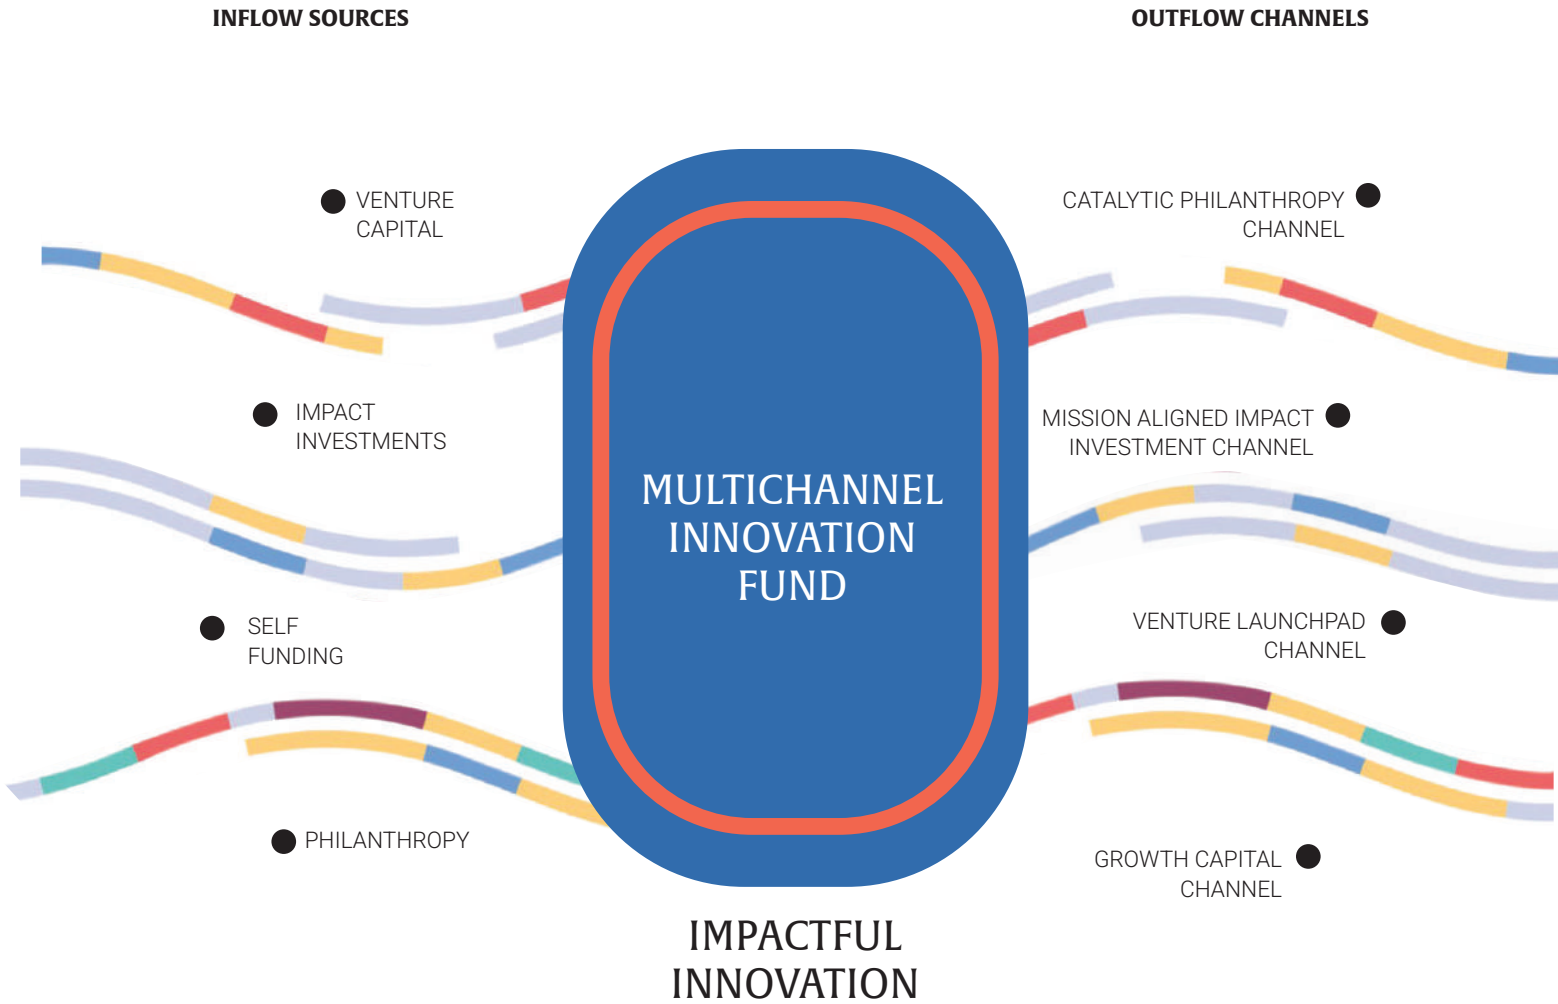 INFLOW SOURCES
OUTFLOW CHANNELS
VENTURE
CAPITAL
IMPACT
INVESTMENTS
SELF
FUNDING
PHILANTHROPY
MULTICHANNEL
INNOVATION
FUND
CATALYTIC PHILANTHROPY
CHANNEL
MISSION ALIGNED IMPACT
INVESTMENT CHANNEL
VENTURE LAUNCHPAD
CHANNEL
GROWTH CAPITAL
CHANNEL
IMPACTFUL
INNOVATION